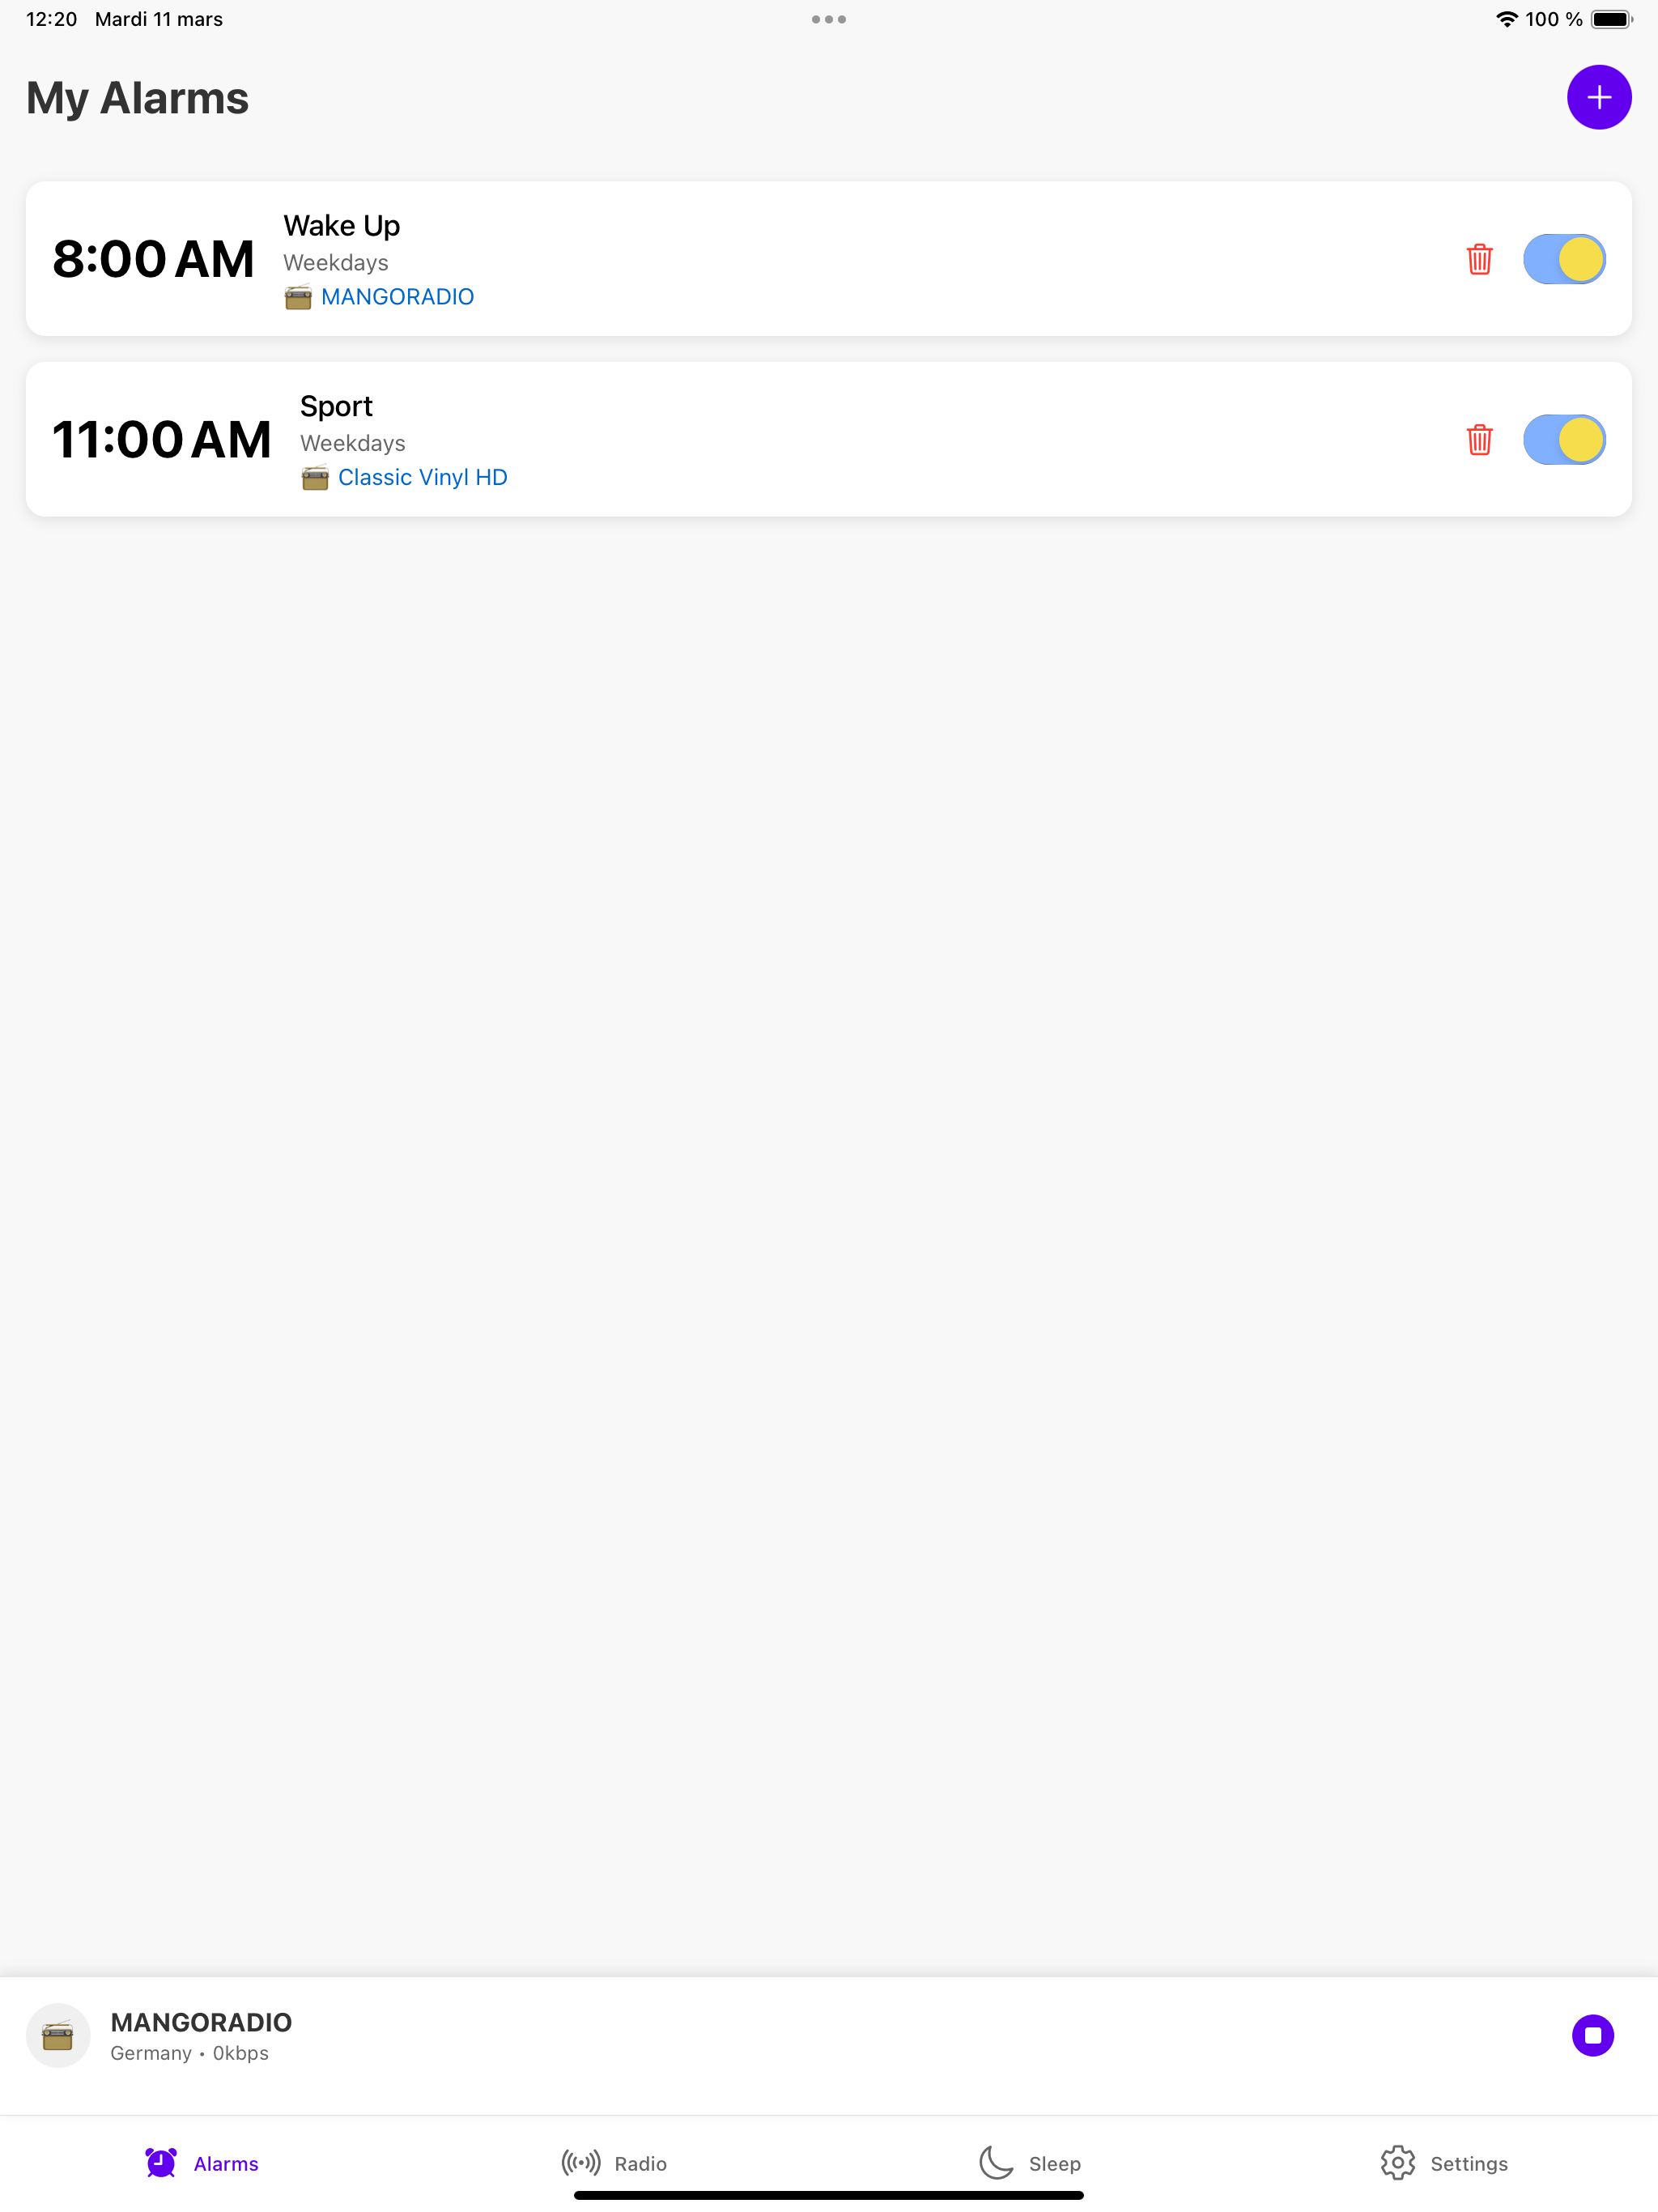 12:20 Mardi 11 mars 100 %
My Alarms
8:00 AM
Wake Up
Weekdays
MANGORADIO
11:00 AM
Sport
Weekdays
Classic Vinyl HD
MANGORADIO
Germany • 0kbps
Alarms Radio Sleep Settings